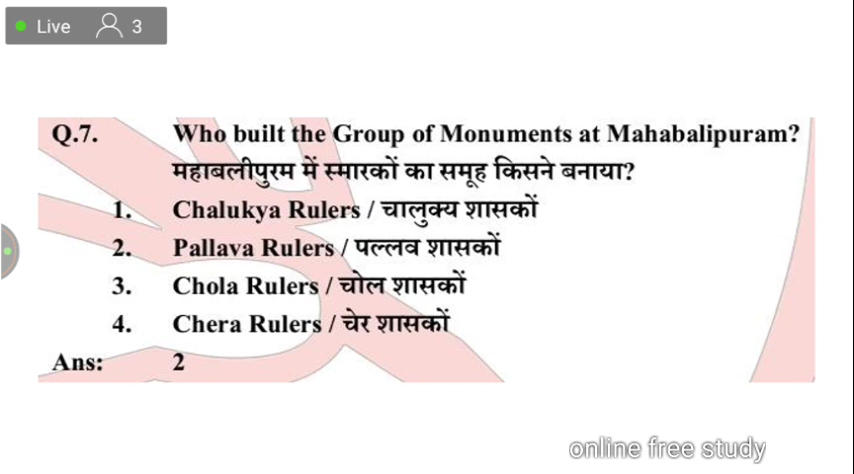 Live 3
Q.7. Who built the Group of Monuments at Mahabalipuram?
महाबलीपुरम में स्मारकों का समूह किसने बनाया?
1. Chalukya Rulers / चालुक्य शासकों
2. Pallava Rulers / पल्लव शासकों
3. Chola Rulers / चोल शासकों
4. Chera Rulers / चेर शासकों
Ans: 2
online free study